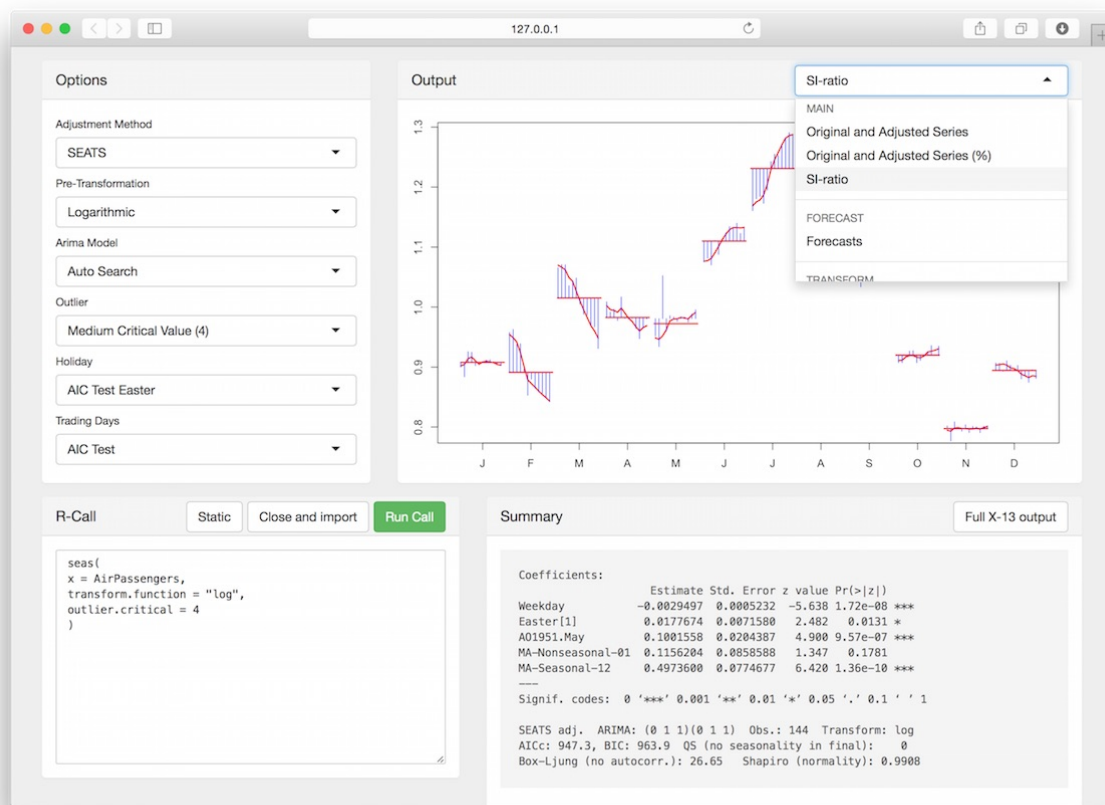 127.0.0.1
Options
Adjustment Method
SEATS
Pre-Transformation
Logarithmic
Arima Model
Auto Search
Outlier
Medium Critical Value (4)
Holiday
AIC Test Easter
Trading Days
AIC Test
Output
SI-ratio
MAIN
Original and Adjusted Series
Original and Adjusted Series (%)
SI-ratio
FORECAST
Forecasts
TRANSFORM
1.3
1.2
1.1
1.0
0.9
0.8
J F M A M J J A S O N D
R-Call
Static
Close and import
Run Call
seas(
x = AirPassengers,
transform.function = "log",
outlier.critical = 4
)
Summary
Full X-13 output
Coefficients:
Estimate Std. Error z value Pr(>|z|)
Weekday -0.0029497 0.0005232 -5.638 1.72e-08 ***
Easter[1] 0.0177674 0.0071580 2.482 0.0131 *
AO1951.May 0.1001558 0.0204387 4.900 9.57e-07 ***
MA-Nonseasonal-01 0.1156204 0.0858588 1.347 0.1781
MA-Seasonal-12 0.4973600 0.0774677 6.420 1.36e-10 ***
---
Signif. codes: 0 ‘***’ 0.001 ‘**’ 0.01 ‘*’ 0.05 ‘.’ 0.1 ‘ ’ 1
SEATS adj. ARIMA: (0 1 1)(0 1 1) Obs.: 144 Transform: log
AICc: 947.3, BIC: 963.9 QS (no seasonality in final): 0
Box-Ljung (no autocorr.): 26.65 Shapiro (normality): 0.9908